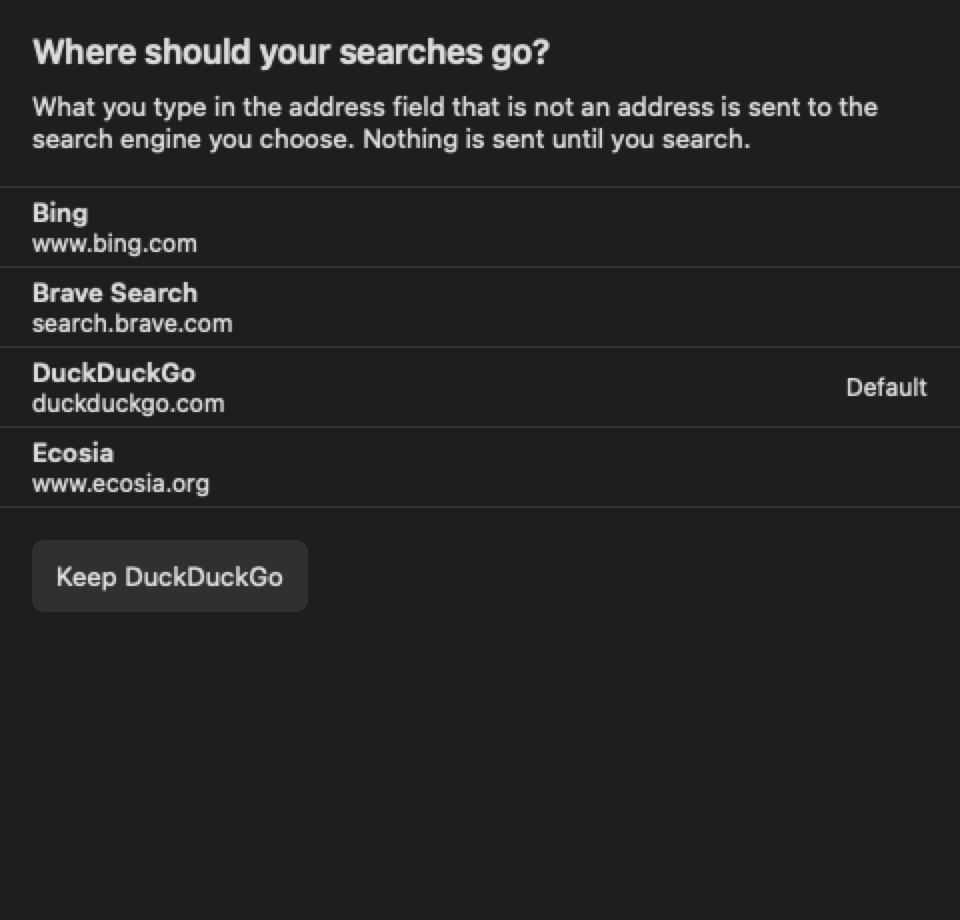 Where should your searches go?
What you type in the address field that is not an address is sent to the
search engine you choose. Nothing is sent until you search.
Bing
www.bing.com
Brave Search
search.brave.com
DuckDuckGo
duckduckgo.com
Default
Ecosia
www.ecosia.org
Keep DuckDuckGo